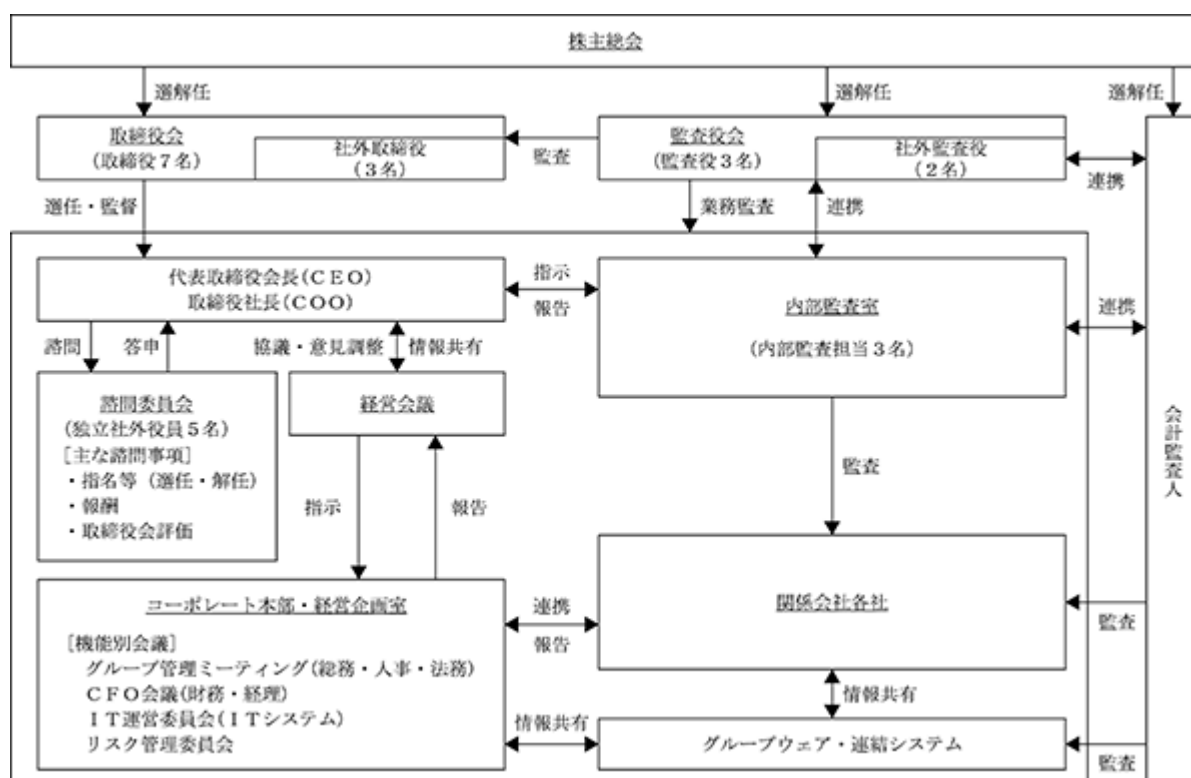 株主総会
選解任
選解任
選解任
取締役会
(取締役7名)
社外取締役
(3名)
監査
監査役会
(監査役3名)
社外監査役
(2名)
連携
選任・監督
業務監査
連携
代表取締役会長(CEO)
取締役社長(COO)
指示
報告
内部監査室
(内部監査担当3名)
連携
諮問
答申
協議・意見調整
情報共有
諮問委員会
(独立社外役員5名)
[主な諮問事項]
・指名等(選任・解任)
・報酬
・取締役会評価
経営会議
会計監査人
監査
指示
報告
コーポレート本部・経営企画室
[機能別会議]
グループ管理ミーティング(総務・人事・法務)
CFO会議(財務・経理)
IT運営委員会(ITシステム)
リスク管理委員会
連携
報告
関係会社各社
監査
情報共有
情報共有
グループウェア・連結システム
監査